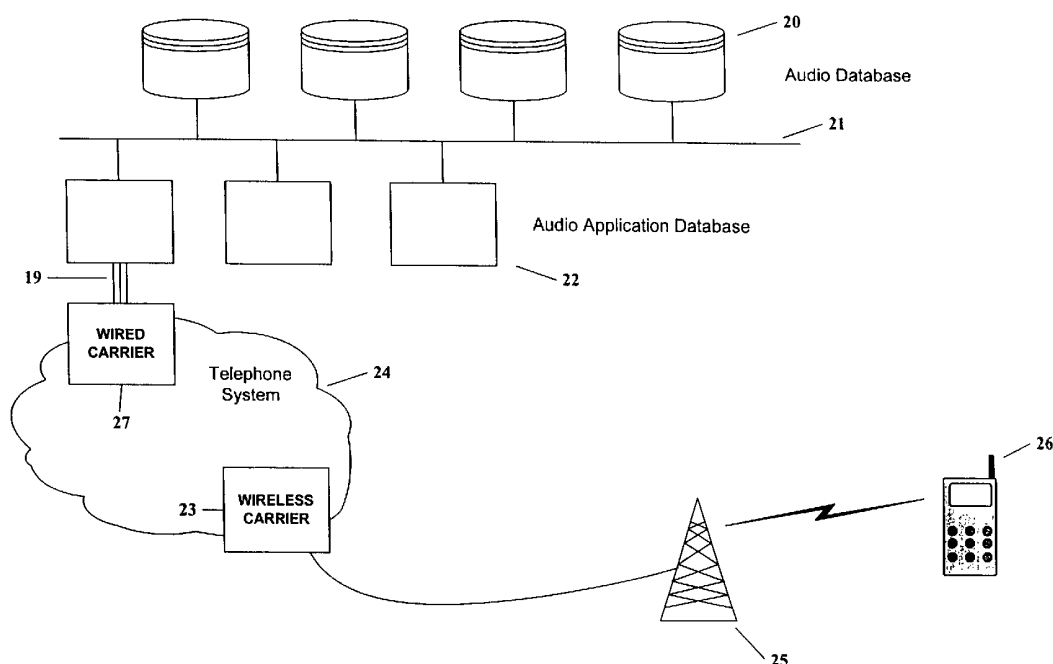 20
Audio Database
21
Audio Application Database
19
22
WIRED
CARRIER
Telephone
System
24
27
26
23
WIRELESS
CARRIER
25